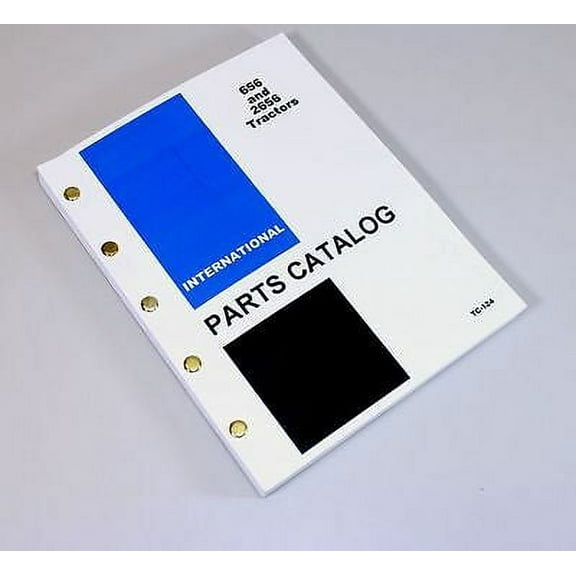 656
and
2656
Tractors
INTERNATIONAL
PARTS CATALOG
TC-124